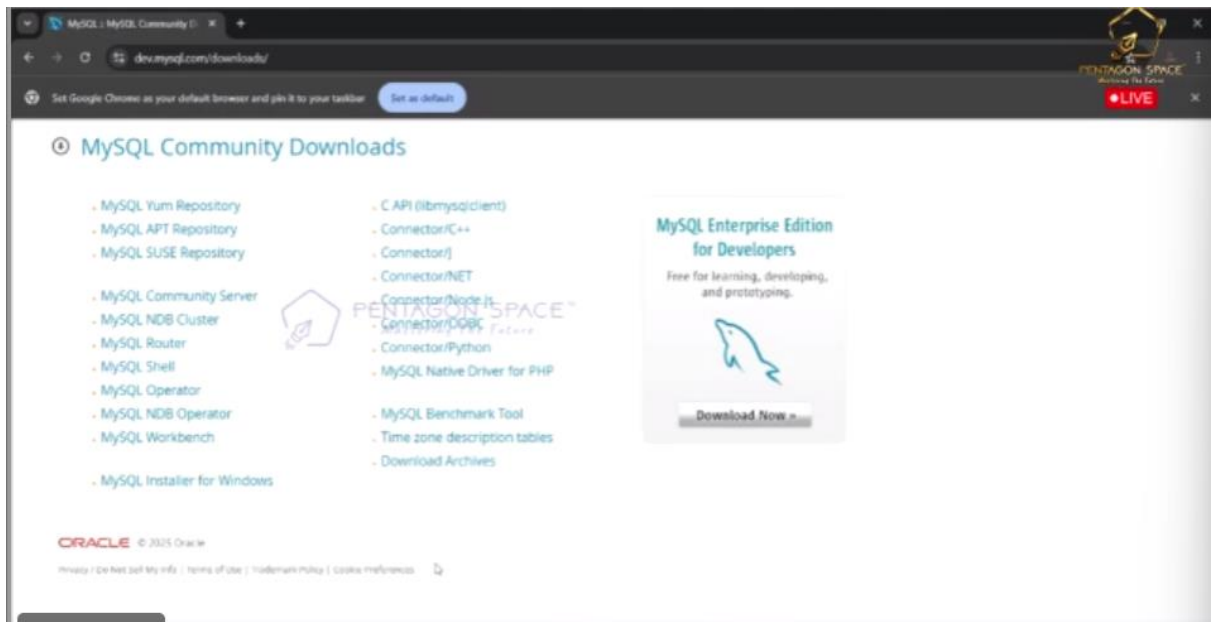 MySQL :: MySQL Community D
dev.mysql.com/downloads/
PENTAGON SPACE
Mastering The Future
Set Google Chrome as your default browser and pin it to your taskbar
Set as default
LIVE
MySQL Community Downloads
MySQL Yum Repository
MySQL APT Repository
MySQL SUSE Repository
MySQL Community Server
MySQL NDB Cluster
MySQL Router
MySQL Shell
MySQL Operator
MySQL NDB Operator
MySQL Workbench
MySQL Installer for Windows
C API (libmysqlclient)
Connector/C++
Connector/J
Connector/NET
Connector/Node.js
Connector/ODBC
Connector/Python
MySQL Native Driver for PHP
MySQL Benchmark Tool
Time zone description tables
Download Archives
PENTAGON SPACE
Mastering The Future
MySQL Enterprise Edition
for Developers
Free for learning, developing,
and prototyping.
Download Now »
ORACLE © 2025 Oracle
Privacy / Do Not Sell My Info | Terms of Use | Trademark Policy | Cookie Preferences